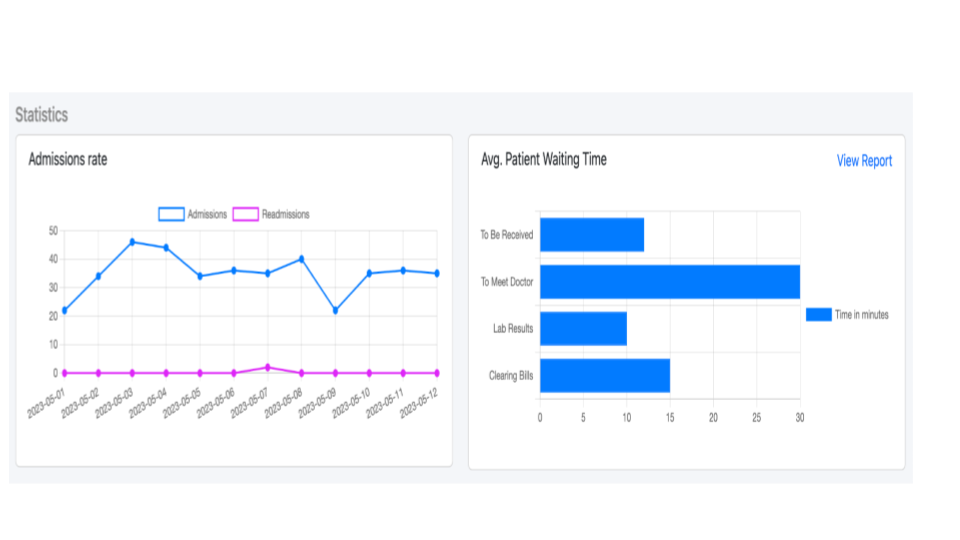 Statistics
Admissions rate
Admissions Readmissions
50
40
30
20
10
0
2023-05-01 2023-05-02 2023-05-03 2023-05-04 2023-05-05 2023-05-06 2023-05-07 2023-05-08 2023-05-09 2023-05-10 2023-05-11 2023-05-12
Avg. Patient Waiting Time View Report
To Be Received
To Meet Doctor
Lab Results
Clearing Bills
Time in minutes
0 5 10 15 20 25 30